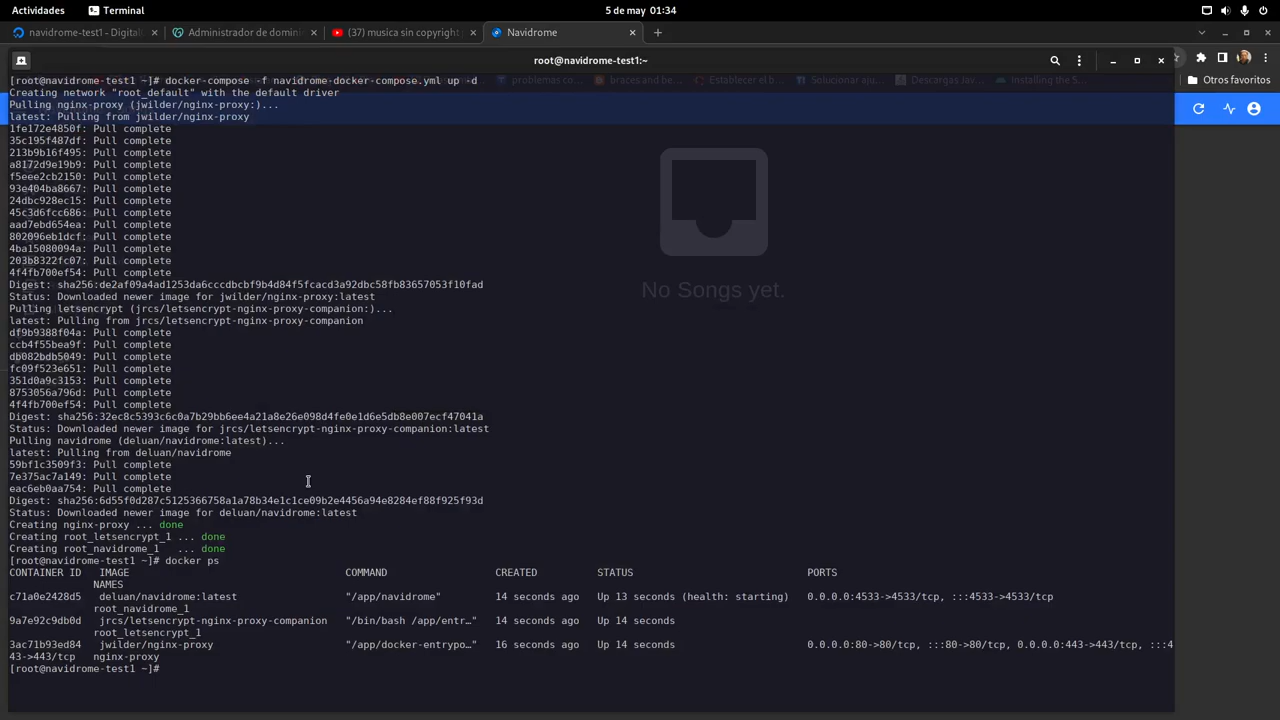 Actividades
Terminal
5 de may 01:34
navidrome-test1 - Digital
Administrador de domini
(37) musica sin copyright
Navidrome
root@navidrome-test1:~
[root@navidrome-test1 ~]# docker-compose -f navidrome-docker-compose.yml up -d
problemas co...
braces and be...
Establecer el ...
Solucionar aju...
Descargas Java...
Installing the S...
Otros favoritos
Creating network "root_default" with the default driver
Pulling nginx-proxy (jwilder/nginx-proxy:)...
latest: Pulling from jwilder/nginx-proxy
1fe172e4850f: Pull complete
35c195f487df: Pull complete
213b9b16f495: Pull complete
a8172d9e19b9: Pull complete
f5eee2cb2150: Pull complete
93e404ba8667: Pull complete
24dbc928ec15: Pull complete
45c3d6fcc686: Pull complete
aad7ebd654ea: Pull complete
802096eb1dcf: Pull complete
4ba15080094a: Pull complete
203b8322fc07: Pull complete
4f4fb700ef54: Pull complete
Digest: sha256:de2af09a4ad1253da6cccdbcbf9b4d84f5fcacd3a92dbc58fb83657053f10fad
No Songs yet.
Status: Downloaded newer image for jwilder/nginx-proxy:latest
Pulling letsencrypt (jrcs/letsencrypt-nginx-proxy-companion:)...
latest: Pulling from jrcs/letsencrypt-nginx-proxy-companion
df9b9388f04a: Pull complete
ccb4f55bea9f: Pull complete
db082bdb5049: Pull complete
fc09f523e651: Pull complete
351d0a9c3153: Pull complete
8753056a796d: Pull complete
4f4fb700ef54: Pull complete
Digest: sha256:32ec8c5393c6c0a7b29bb6ee4a21a8e26e098d4fe0e1d6e5db8e007ecf47041a
Status: Downloaded newer image for jrcs/letsencrypt-nginx-proxy-companion:latest
Pulling navidrome (deluan/navidrome:latest)...
latest: Pulling from deluan/navidrome
59bf1c3509f3: Pull complete
7e375ac7a149: Pull complete
eac6eb0aa754: Pull complete
Digest: sha256:6d55f0d287c5125366758a1a78b34e1c1ce09b2e4456a94e8284ef88f925f93d
Status: Downloaded newer image for deluan/navidrome:latest
Creating nginx-proxy ... done
Creating root_letsencrypt_1 ... done
Creating root_navidrome_1   ... done
[root@navidrome-test1 ~]# docker ps
CONTAINER ID   IMAGE   COMMAND   CREATED   STATUS   PORTS
NAMES
c71a0e2428d5   deluan/navidrome:latest   "/app/navidrome"   14 seconds ago   Up 13 seconds (health: starting)   0.0.0.0:4533->4533/tcp, :::4533->4533/tcp
root_navidrome_1
9a7e92c9db0d   jrcs/letsencrypt-nginx-proxy-companion   "/bin/bash /app/entr…"   14 seconds ago   Up 14 seconds
root_letsencrypt_1
3ac71b93ed84   jwilder/nginx-proxy   "/app/docker-entrypo…"   16 seconds ago   Up 14 seconds   0.0.0.0:80->80/tcp, :::80->80/tcp, 0.0.0.0:443->443/tcp, :::4
43->443/tcp   nginx-proxy
[root@navidrome-test1 ~]#